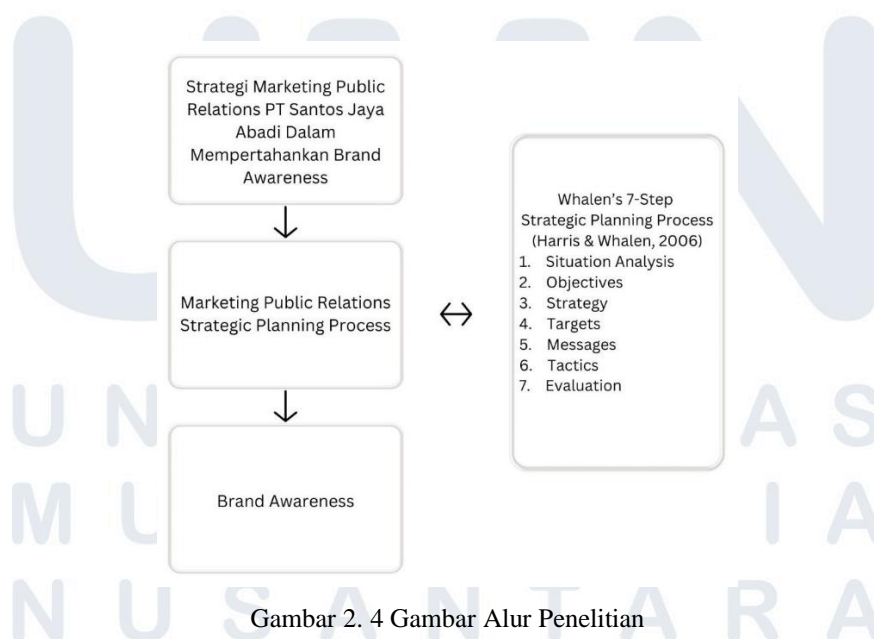 Strategi Marketing Public
Relations PT Santos Jaya
Abadi Dalam
Mempertahankan Brand
Awareness
Marketing Public Relations
Strategic Planning Process
Brand Awareness
Whalen's 7-Step
Strategic Planning Process
(Harris & Whalen, 2006)
1. Situation Analysis
2. Objectives
3. Strategy
4. Targets
5. Messages
6. Tactics
7. Evaluation
Gambar 2. 4 Gambar Alur Penelitian
NUSANTARA